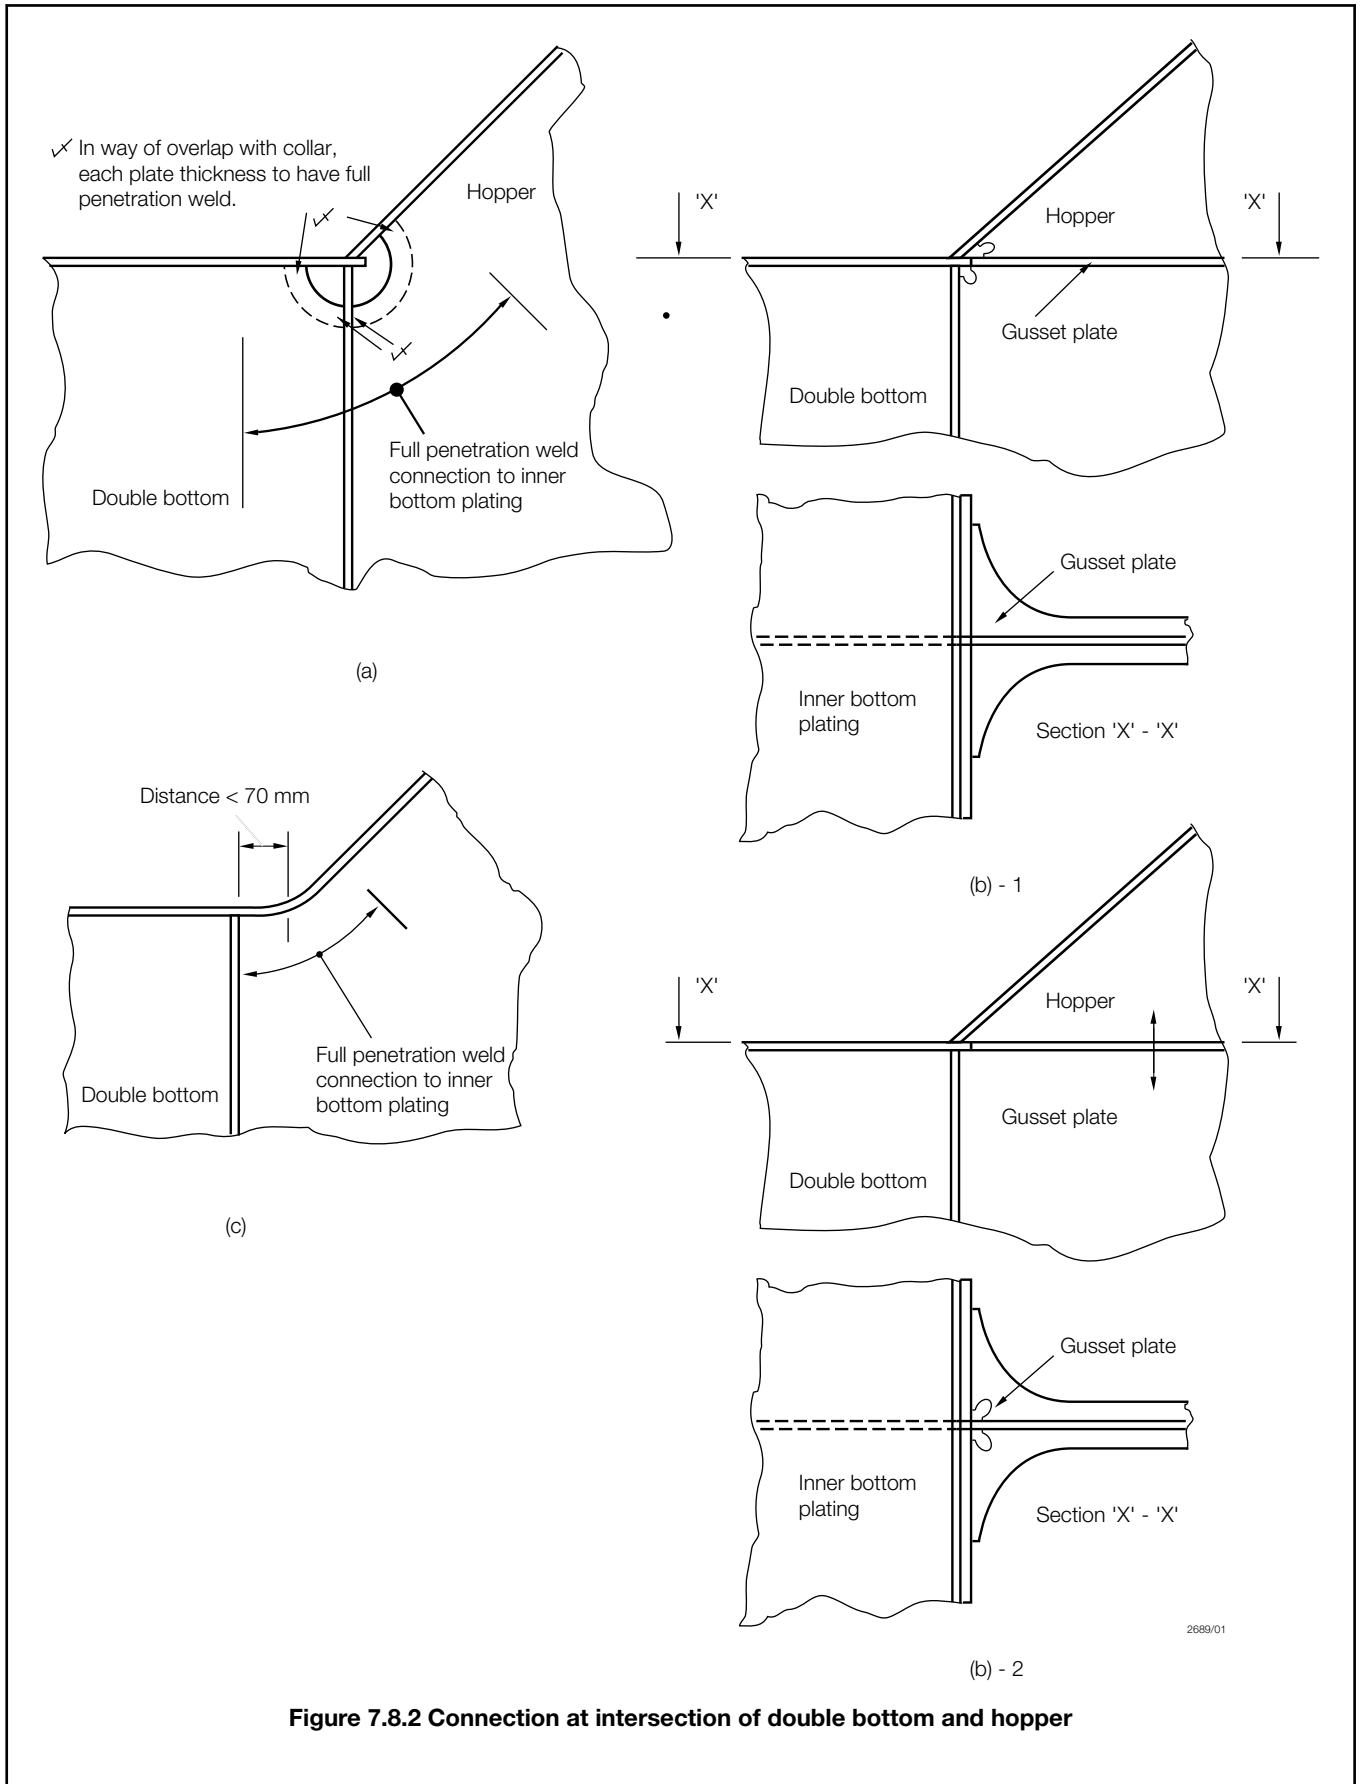 In way of overlap with collar,
each plate thickness to have full
penetration weld.
Hopper
Full penetration weld
connection to inner
bottom plating
Double bottom
(a)
'X'
'X'
Hopper
Gusset plate
Double bottom
Gusset plate
Inner bottom
plating
Section 'X' - 'X'
(b) - 1
Distance < 70 mm
Full penetration weld
connection to inner
bottom plating
Double bottom
(c)
'X'
'X'
Hopper
Gusset plate
Double bottom
Gusset plate
Inner bottom
plating
Section 'X' - 'X'
2689/01
(b) - 2
Figure 7.8.2 Connection at intersection of double bottom and hopper